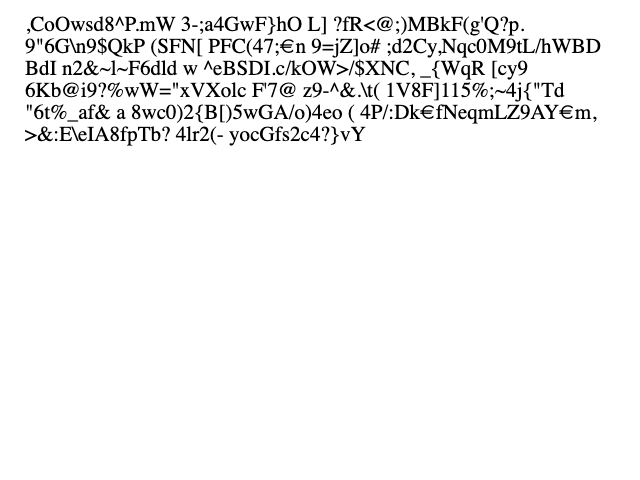 ,CoOwsd8^P.mW 3-;a4GwF}hO L] ?fR<@;)MBkF(g'Q?p.
9"6G\n9$QkP (SFN[ PFC(47;€n 9=jZ]o# ;d2Cy,Nqc0M9tL/hWBD
BdI n2&~l~F6dld w ^eBSDI.c/kOW>/$XNC, _{WqR [cy9
6Kb@i9?%wW="xVXolc F'7@ z9-^&.\t( 1V8F]115%;~4j{"Td
"6t%_af& a 8wc0)2{B[)5wGA/o)4eo ( 4P/:Dk€fNeqmLZ9AY€m,
>&:E\eIA8fpTb? 4lr2(- yocGfs2c4?}vY